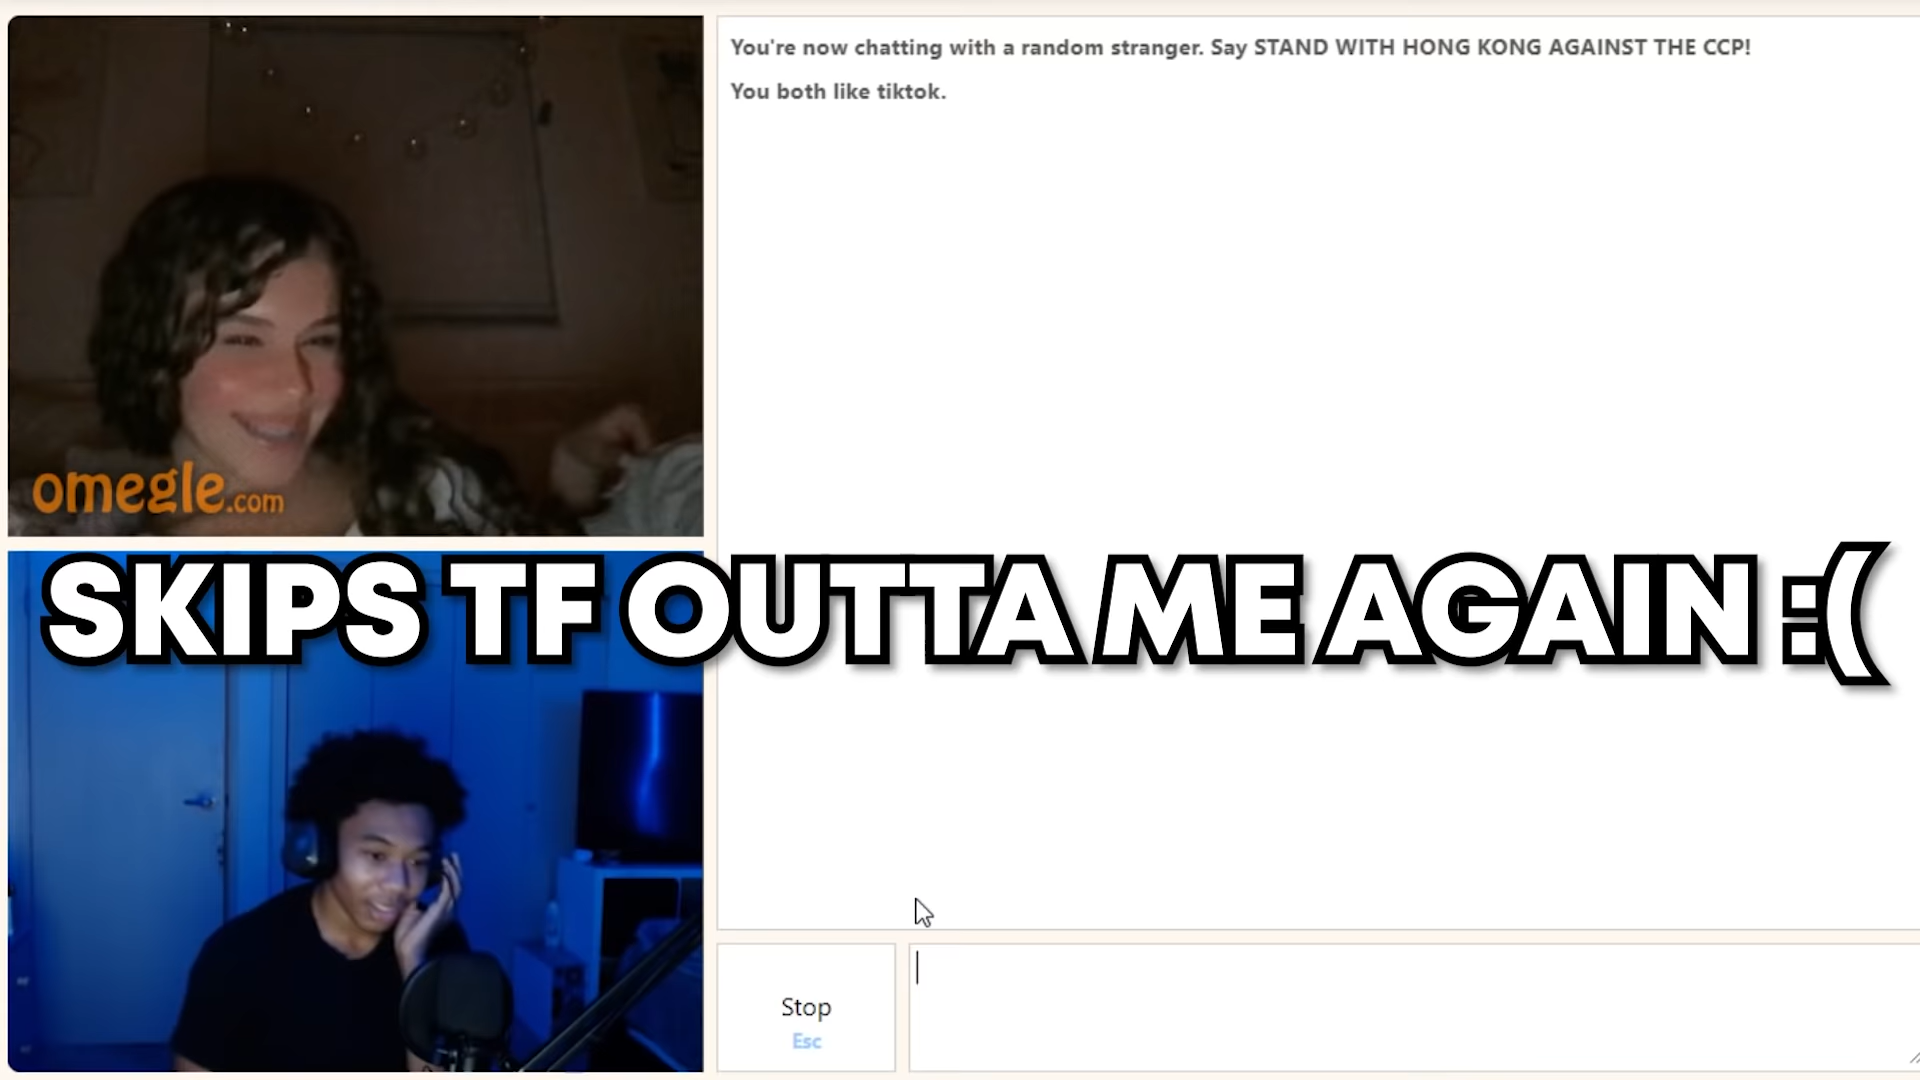 You're now chatting with a random stranger. Say STAND WITH HONG KONG AGAINST THE CCP!
You both like tiktok.
omegle.com
SKIPS TF OUTTA ME AGAIN :(
Stop
Esc